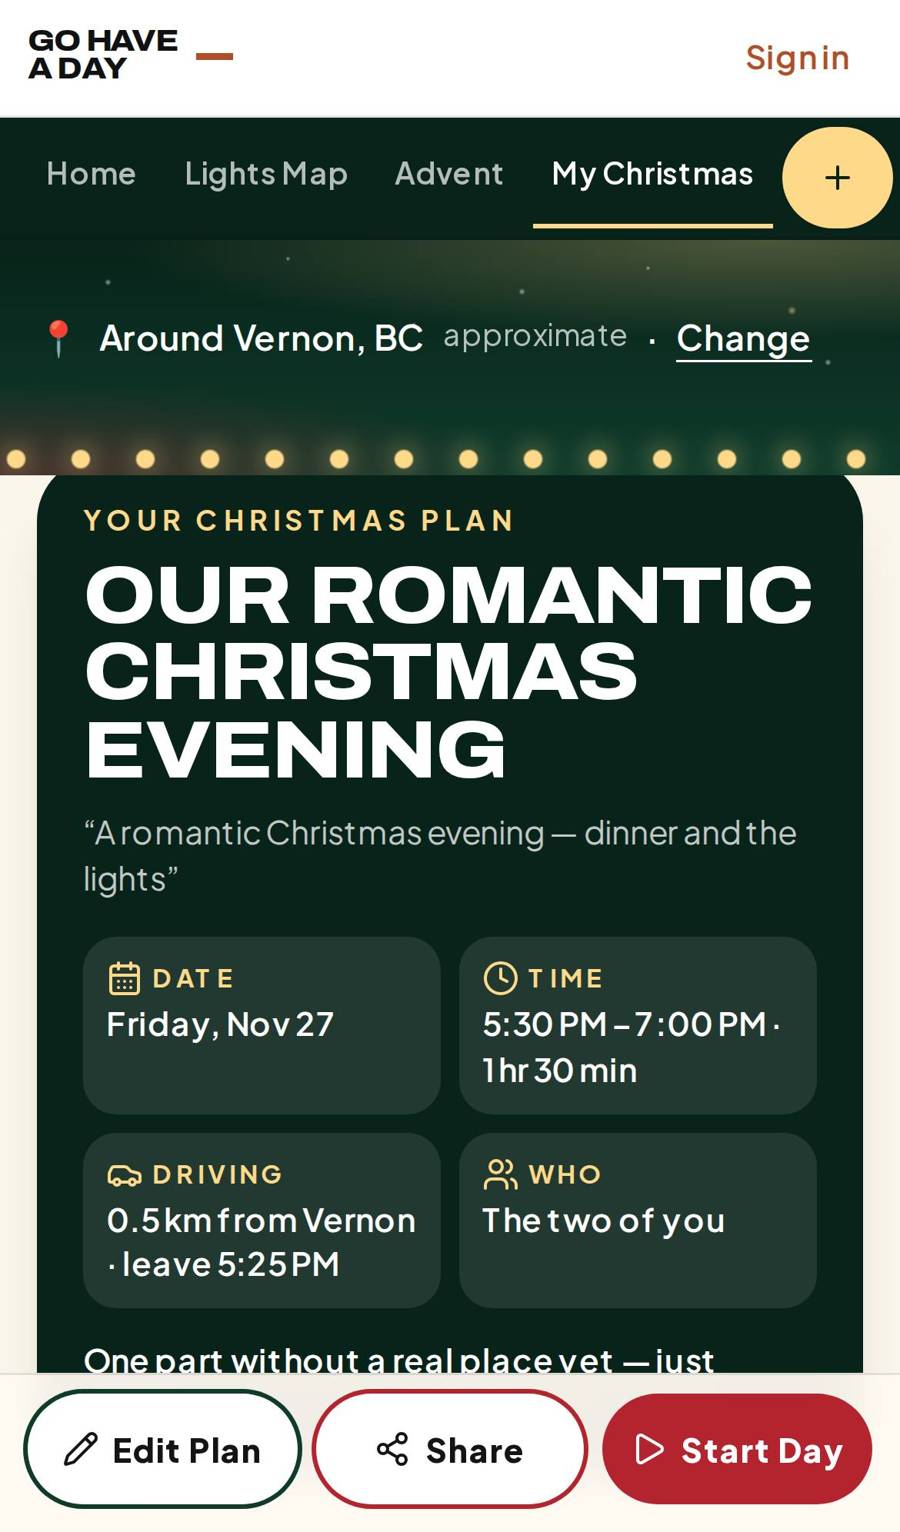 GO HAVE
A DAY
Sign in
Home
Lights Map
Advent
My Christmas
+
Around Vernon, BC approximate · Change
YOUR CHRISTMAS PLAN
OUR ROMANTIC
CHRISTMAS
EVENING
“A romantic Christmas evening — dinner and the
lights”
DATE
Friday, Nov 27
TIME
5:30 PM – 7:00 PM ·
1 hr 30 min
DRIVING
0.5 km from Vernon
· leave 5:25 PM
WHO
The two of you
One part without a real place yet — just
Edit Plan
Share
Start Day